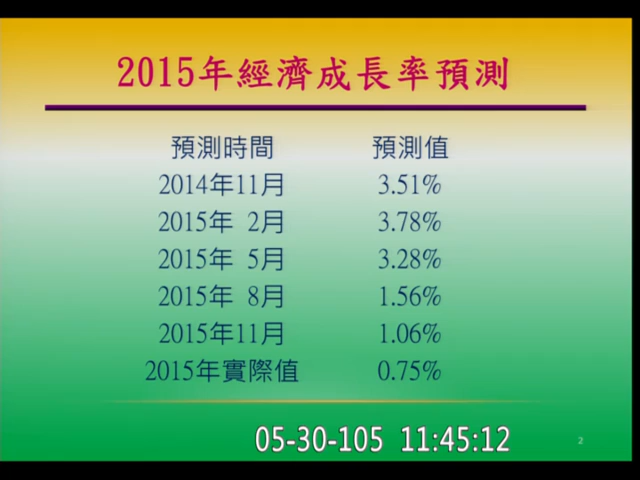 2015年經濟成長率預測
預測時間 預測值
2014年11月 3.51%
2015年 2月 3.78%
2015年 5月 3.28%
2015年 8月 1.56%
2015年11月 1.06%
2015年實際值 0.75%
05-30-105 11:45:12 2